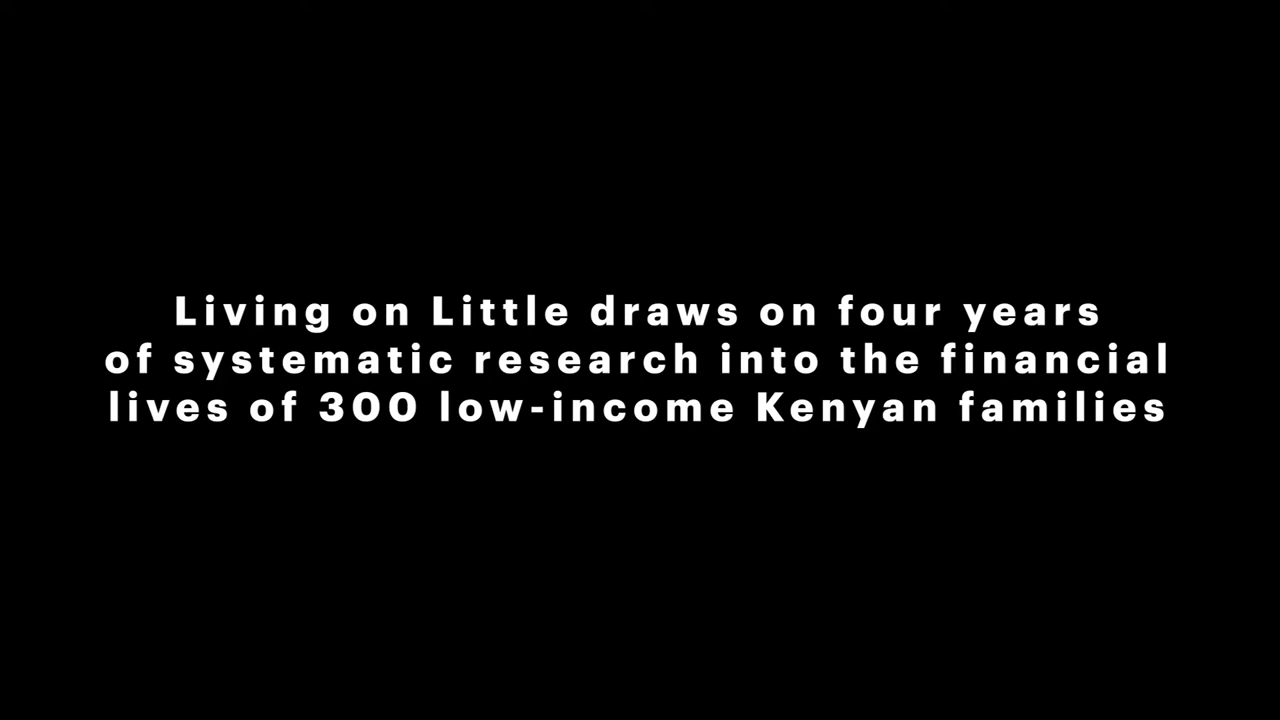 Living on Little draws on four years
of systematic research into the financial
lives of 300 low-income Kenyan families